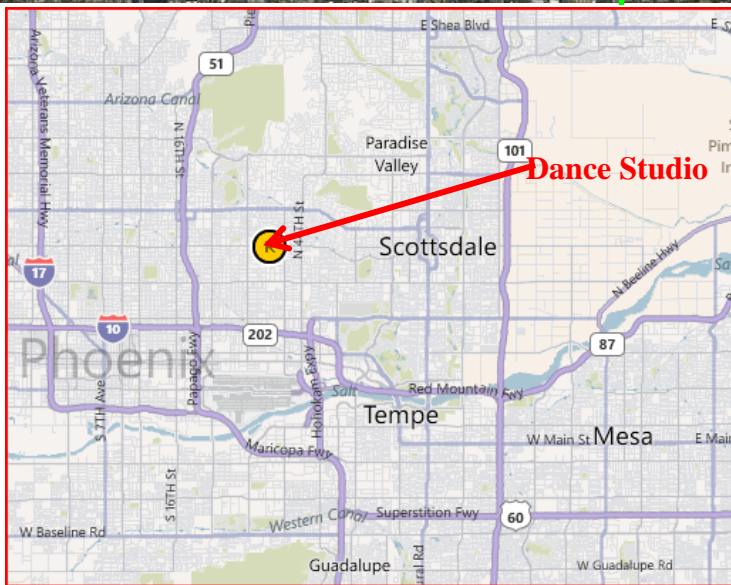 E Shea Blvd
51
Arizona Canal
Arizona Veterans Memorial Hwy
N 16TH St
Paradise
Valley
101
Dance Studio
N 44TH St
Scottsdale
17
N Beeline Hwy
10
202
87
Phoenix
Papago Fwy
S 7TH Ave
Hohokam Expy
Salt
Red Mountain Fwy
Tempe
W Main St
Mesa
E Main
Maricopa Fwy
S 16TH St
Western Canal
Superstition Fwy
60
W Baseline Rd
Guadalupe
W Guadalupe Rd